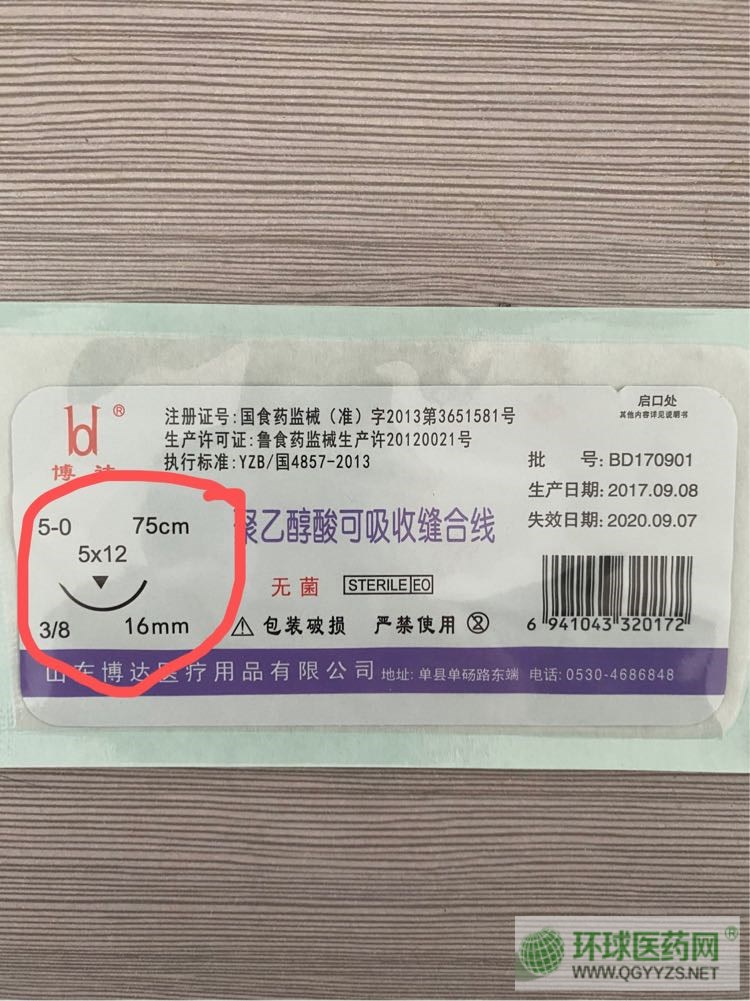 启口处
其他内容详见说明书
bd®
博达
注册证号:国食药监械（准）字2013第3651581号
生产许可证:鲁食药监械生产许20120021号
执行标准:YZB/国4857-2013
批 号:BD170901
生产日期:2017.09.08
失效日期:2020.09.07
5-0 75cm
5x12
3/8 16mm
聚乙醇酸可吸收缝合线
无菌 STERILE EO
包装破损 严禁使用
6 941043 320172
山东博达医疗用品有限公司 地址: 单县单砀路东端 电话: 0530-4686848
环球医药网®
WWW.QGYYZS.NET